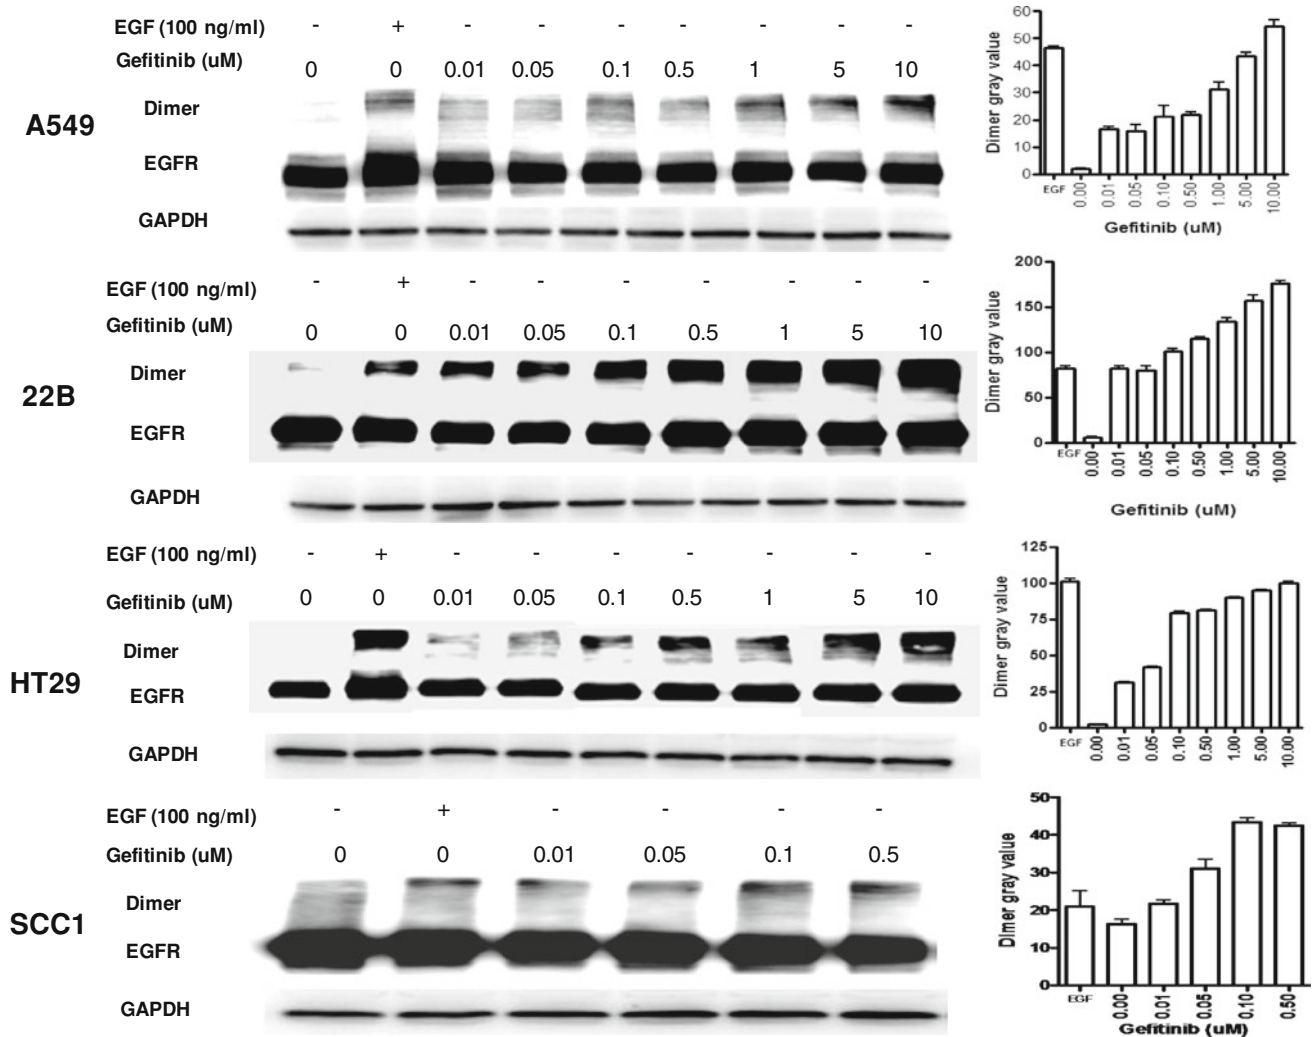 EGF (100 ng/ml) - + - - - - - - -
Gefitinib (uM) 0 0 0.01 0.05 0.1 0.5 1 5 10
Dimer
A549
EGFR
GAPDH
Dimer gray value
60
50
40
30
20
10
0
EGF 0.00 0.01 0.05 0.10 0.50 1.00 5.00 10.00
Gefitinib (uM)
EGF (100 ng/ml) - + - - - - - - -
Gefitinib (uM) 0 0 0.01 0.05 0.1 0.5 1 5 10
Dimer
22B
EGFR
GAPDH
Dimer gray value
200
150
100
50
0
EGF 0.00 0.01 0.05 0.10 0.50 1.00 5.00 10.00
Gefitinib (uM)
EGF (100 ng/ml) - + - - - - - - -
Gefitinib (uM) 0 0 0.01 0.05 0.1 0.5 1 5 10
Dimer
HT29
EGFR
GAPDH
Dimer gray value
125
100
75
50
25
0
EGF 0.00 0.01 0.05 0.10 0.50 1.00 5.00 10.00
EGF (100 ng/ml) - + - - - -
Gefitinib (uM) 0 0 0.01 0.05 0.1 0.5
Dimer
SCC1
EGFR
GAPDH
Dimer gray value
50
40
30
20
10
0
EGF 0.00 0.01 0.05 0.10 0.50
Gefitinib (uM)